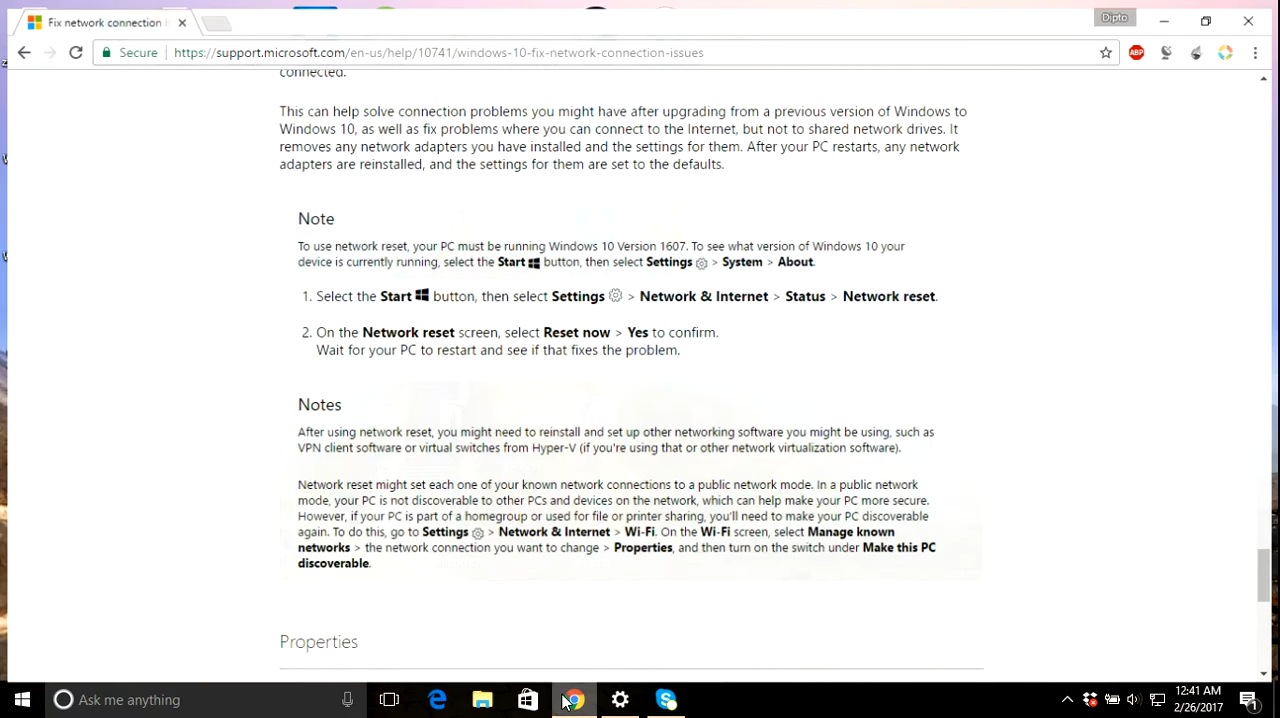 Fix network connection i
Dipto
Secure
https://support.microsoft.com/en-us/help/10741/windows-10-fix-network-connection-issues
ABP
connected.
This can help solve connection problems you might have after upgrading from a previous version of Windows to
Windows 10, as well as fix problems where you can connect to the Internet, but not to shared network drives. It
removes any network adapters you have installed and the settings for them. After your PC restarts, any network
adapters are reinstalled, and the settings for them are set to the defaults.
Note
To use network reset, your PC must be running Windows 10 Version 1607. To see what version of Windows 10 your
device is currently running, select the Start button, then select Settings > System > About.
1. Select the Start button, then select Settings > Network & Internet > Status > Network reset.
2. On the Network reset screen, select Reset now > Yes to confirm.
Wait for your PC to restart and see if that fixes the problem.
Notes
After using network reset, you might need to reinstall and set up other networking software you might be using, such as
VPN client software or virtual switches from Hyper-V (if you're using that or other network virtualization software).
Network reset might set each one of your known network connections to a public network mode. In a public network
mode, your PC is not discoverable to other PCs and devices on the network, which can help make your PC more secure.
However, if your PC is part of a homegroup or used for file or printer sharing, you'll need to make your PC discoverable
again. To do this, go to Settings > Network & Internet > Wi-Fi. On the Wi-Fi screen, select Manage known
networks > the network connection you want to change > Properties, and then turn on the switch under Make this PC
discoverable.
Properties
Ask me anything
12:41 AM
2/26/2017
1